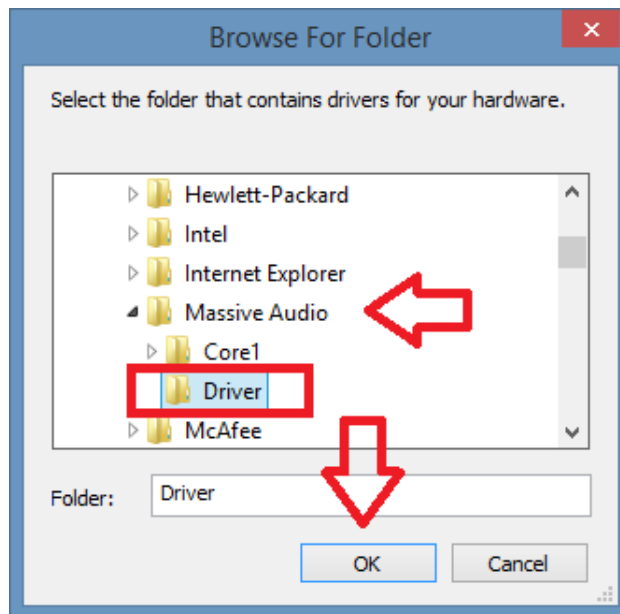 Browse For Folder
Select the folder that contains drivers for your hardware.
Hewlett-Packard
Intel
Internet Explorer
Massive Audio
Core1
Driver
McAfee
Folder: Driver
OK Cancel